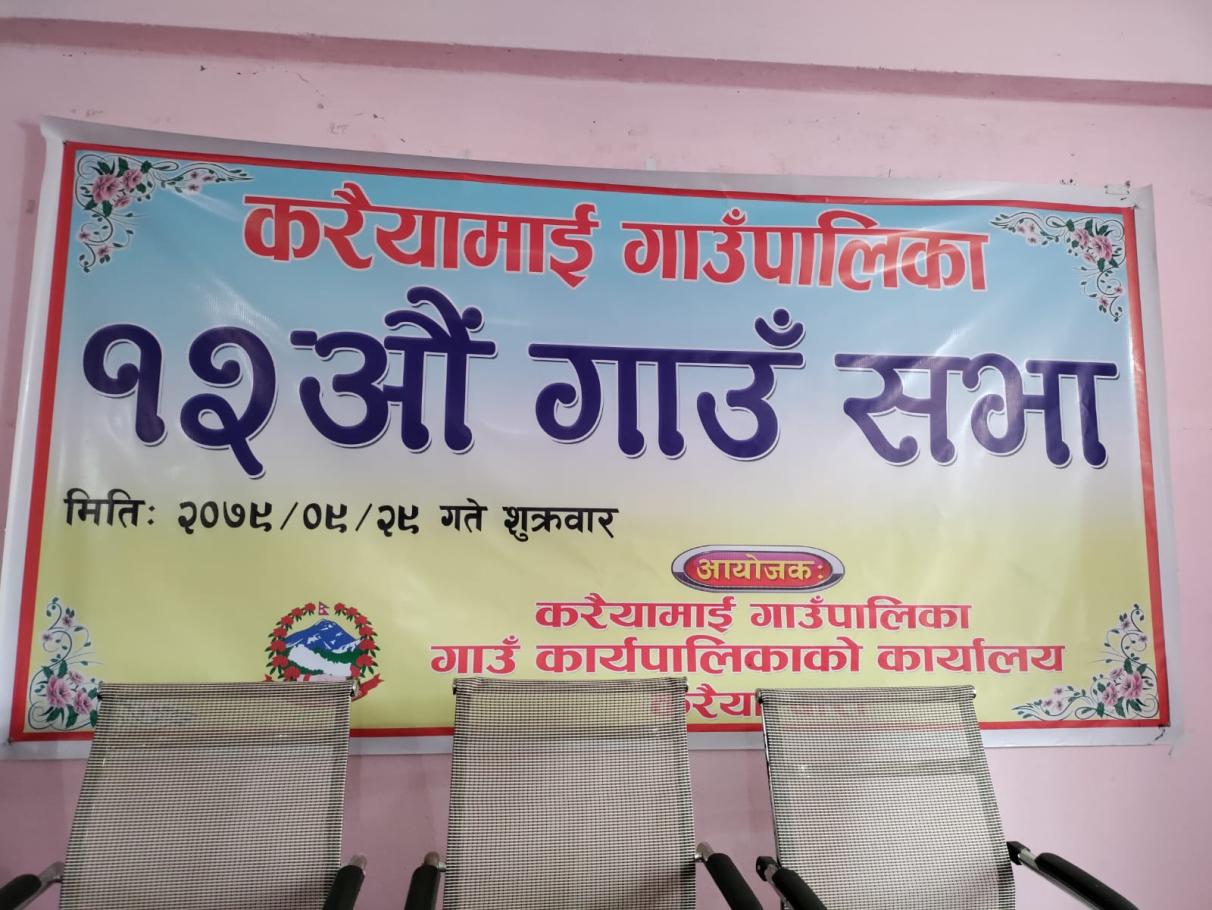 करैयामाई गाउँपालिका
१२औं गाउँ सभा
मितिः २०७९/०९/२९ गते शुक्रवार
आयोजकः
करैयामाई गाउँपालिका
गाउँ कार्यपालिकाको कार्यालय